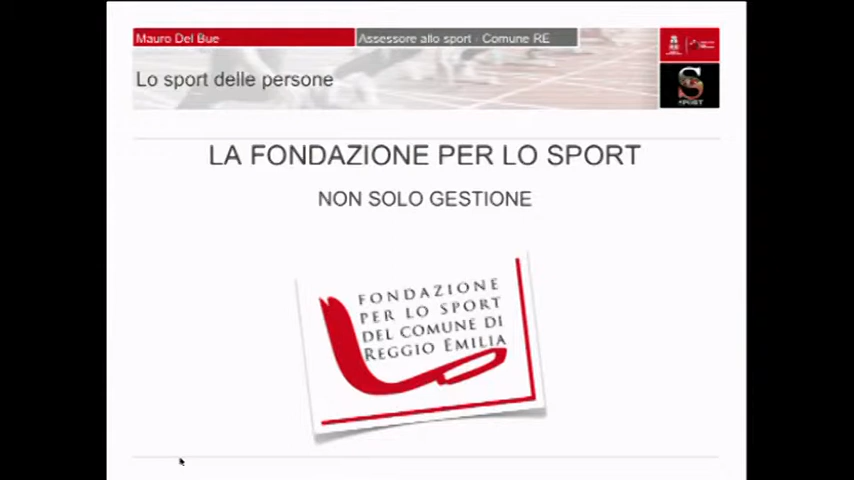 Mauro Del Bue
Assessore allo sport - Comune RE
Lo sport delle persone
SPORT
LA FONDAZIONE PER LO SPORT
NON SOLO GESTIONE
FONDAZIONE
PER LO SPORT
DEL COMUNE DI
REGGIO EMILIA